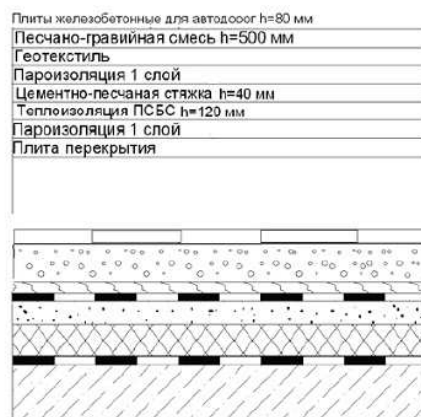 Плиты железобетонные для автодорог h=80 мм
Песчано-гравийная смесь h=500 мм
Геотекстиль
Пароизоляция 1 слой
Цементно-песчаная стяжка h=40 мм
Теплоизоляция ПСБС h=120 мм
Пароизоляция 1 слой
Плита перекрытия